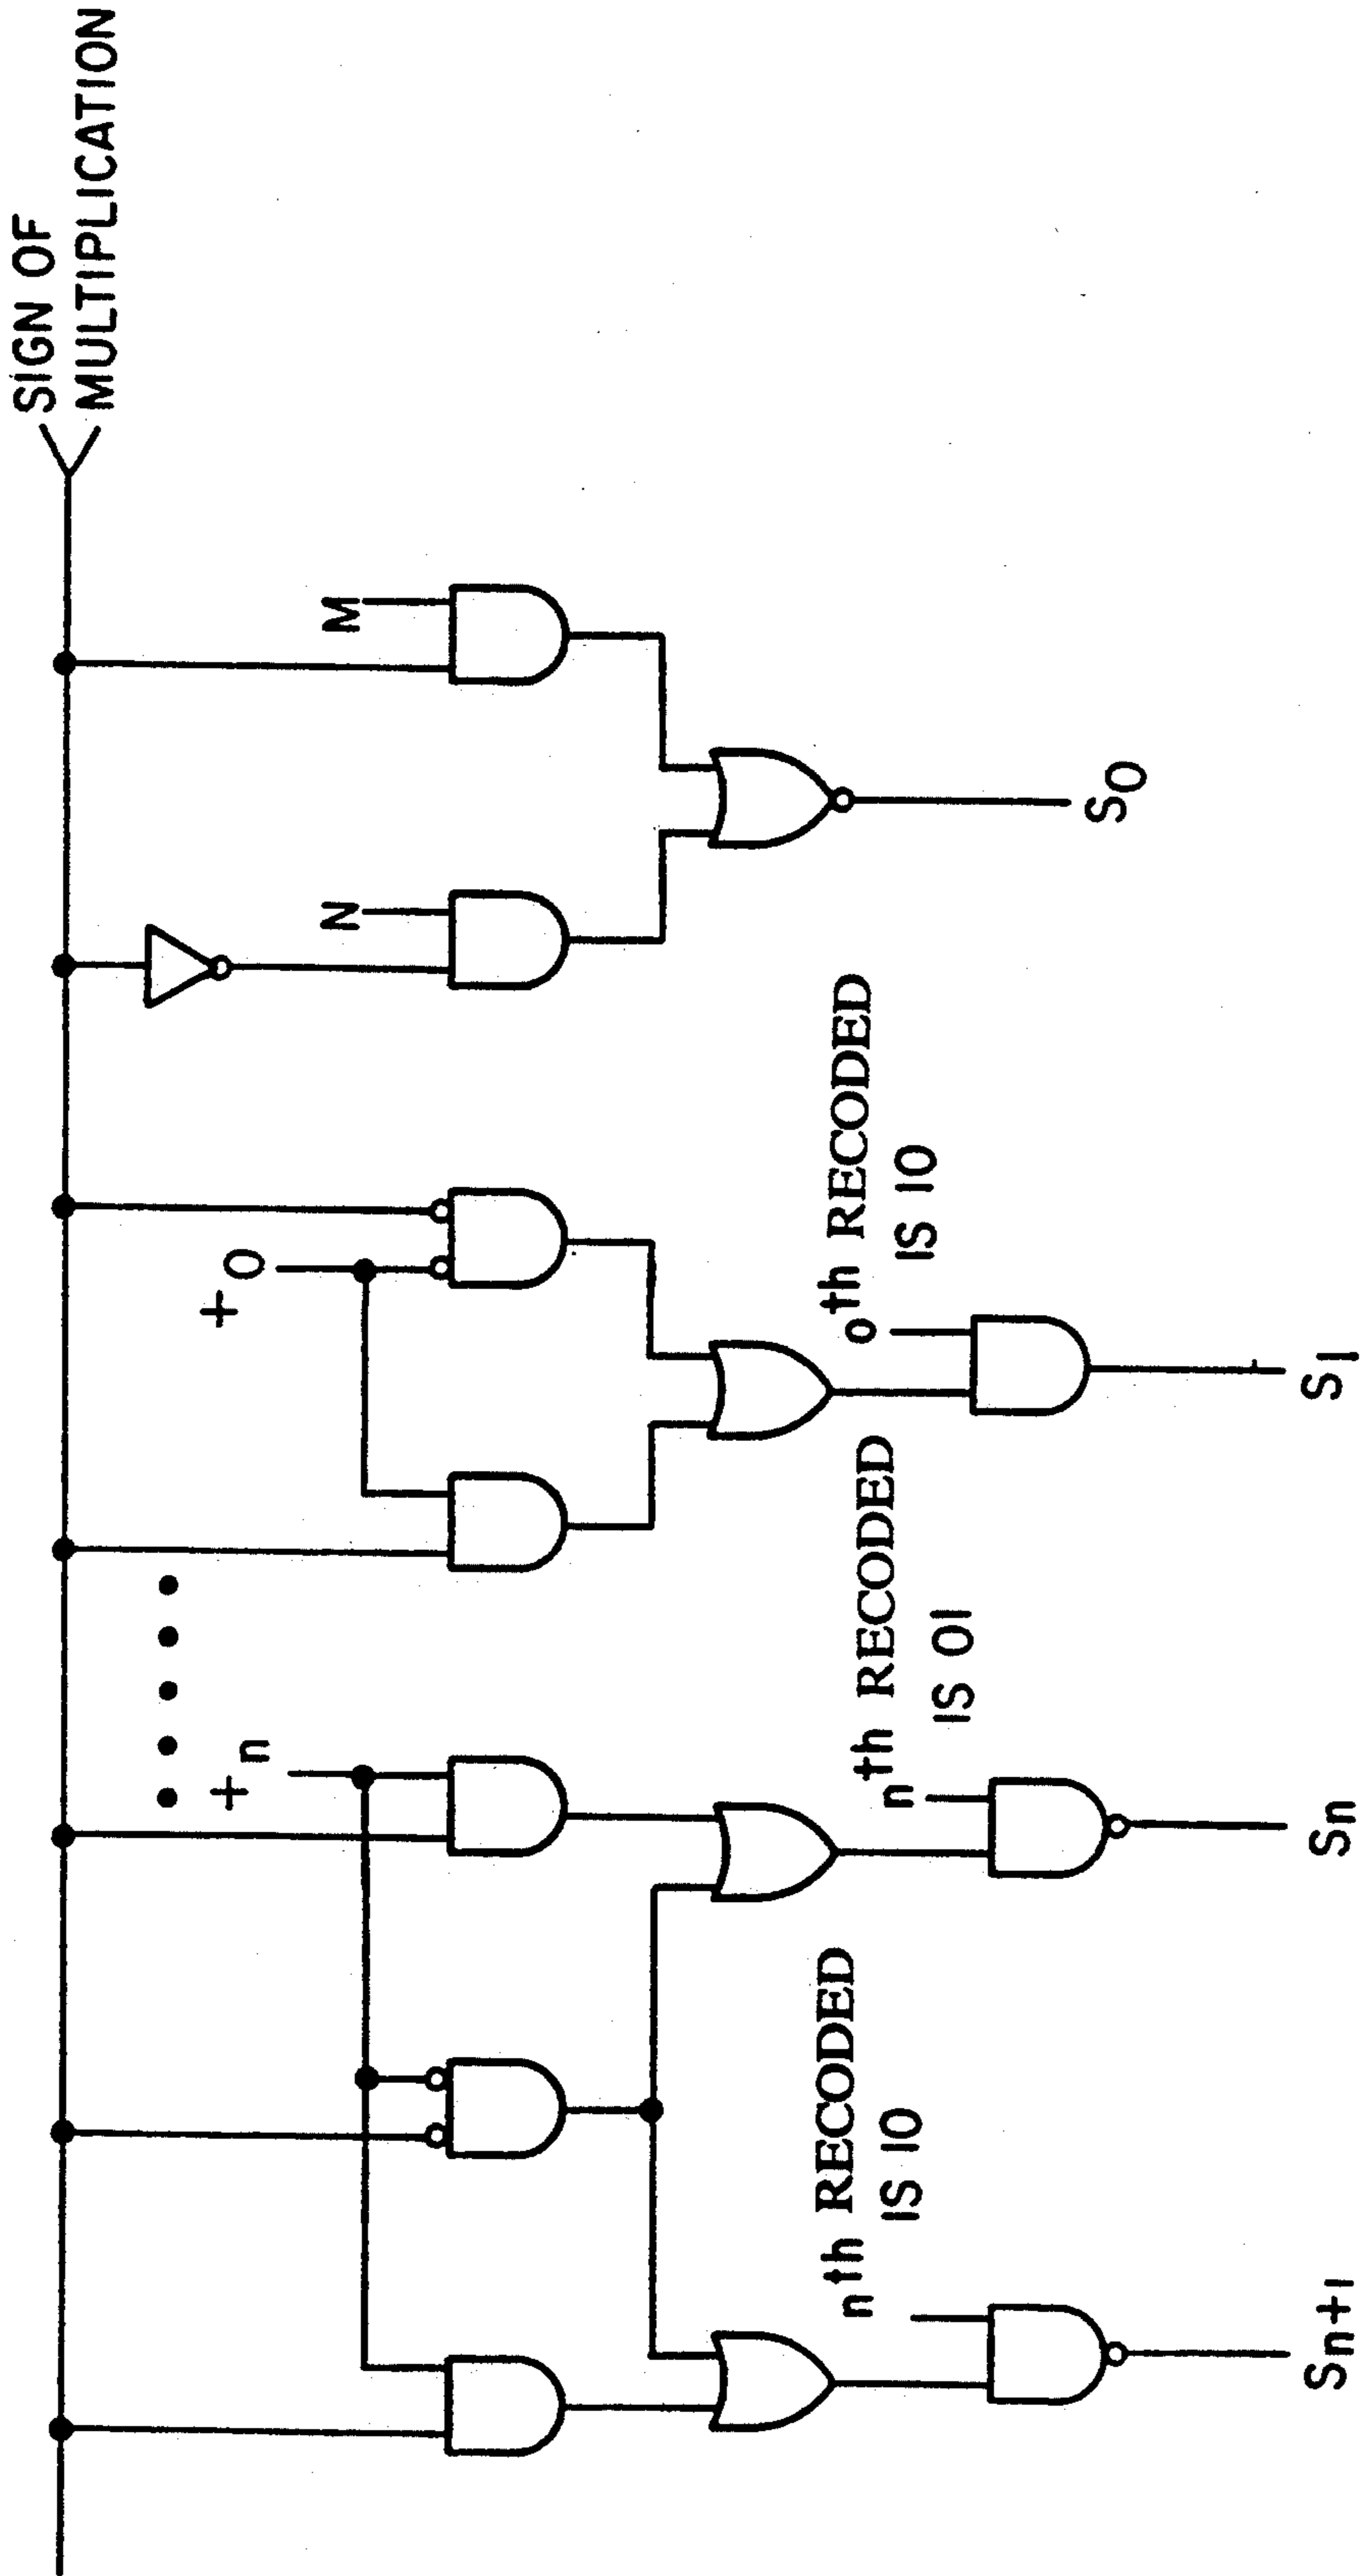 SIGN OF
MULTIPLICATION
M
N
+0
+n
S0
0th RECODED
IS 10
S1
nth RECODED
IS 01
Sn
nth RECODED
IS 10
Sn+1